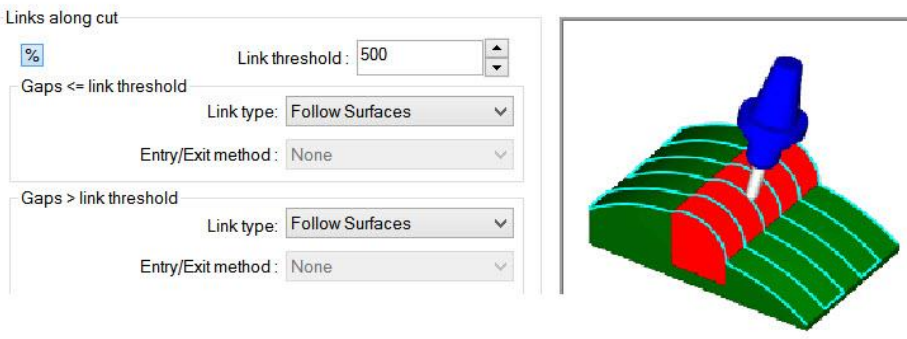 Links along cut
% Link threshold : 500
Gaps <= link threshold
Link type: Follow Surfaces
Entry/Exit method : None
Gaps > link threshold
Link type: Follow Surfaces
Entry/Exit method : None